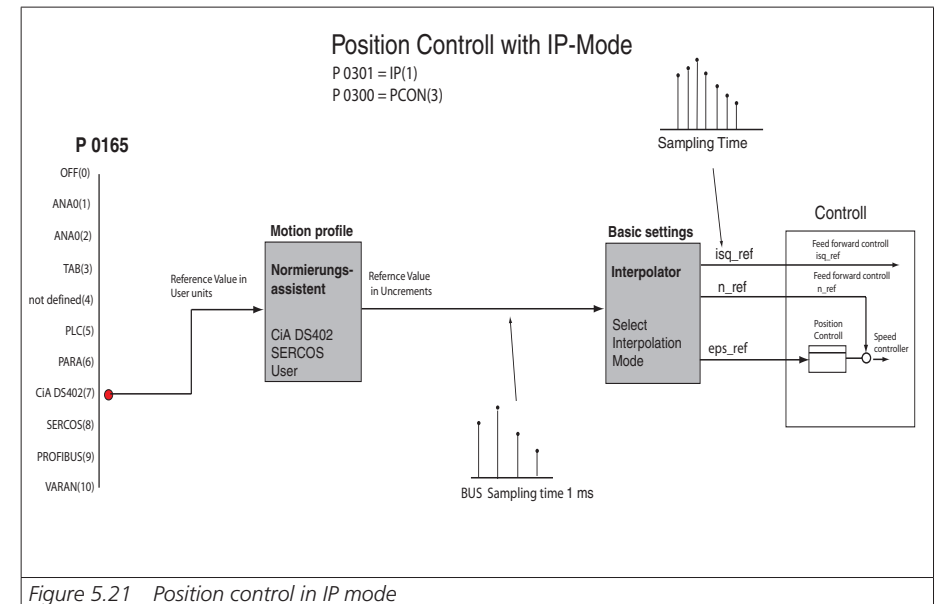 Position Controll with IP-Mode
P 0301 = IP(1)
P 0300 = PCON(3)
P 0165
OFF(0)
ANA0(1)
ANA0(2)
TAB(3)
not defined(4)
PLC(5)
PARA(6)
CiA DS402(7)
SERCOS(8)
PROFIBUS(9)
VARAN(10)
Reference Value in
User units
Motion profile
Normierungs-
assistent
CiA DS402
SERCOS
User
Refernce Value
in Uncrements
BUS Sampling time 1 ms
Basic settings
Interpolator
Select
Interpolation
Mode
Sampling Time
isq_ref
n_ref
eps_ref
Controll
Feed forward controll
isq_ref
Feed forward controll
n_ref
Position
Controll
Speed
controller
Figure 5.21 Position control in IP mode